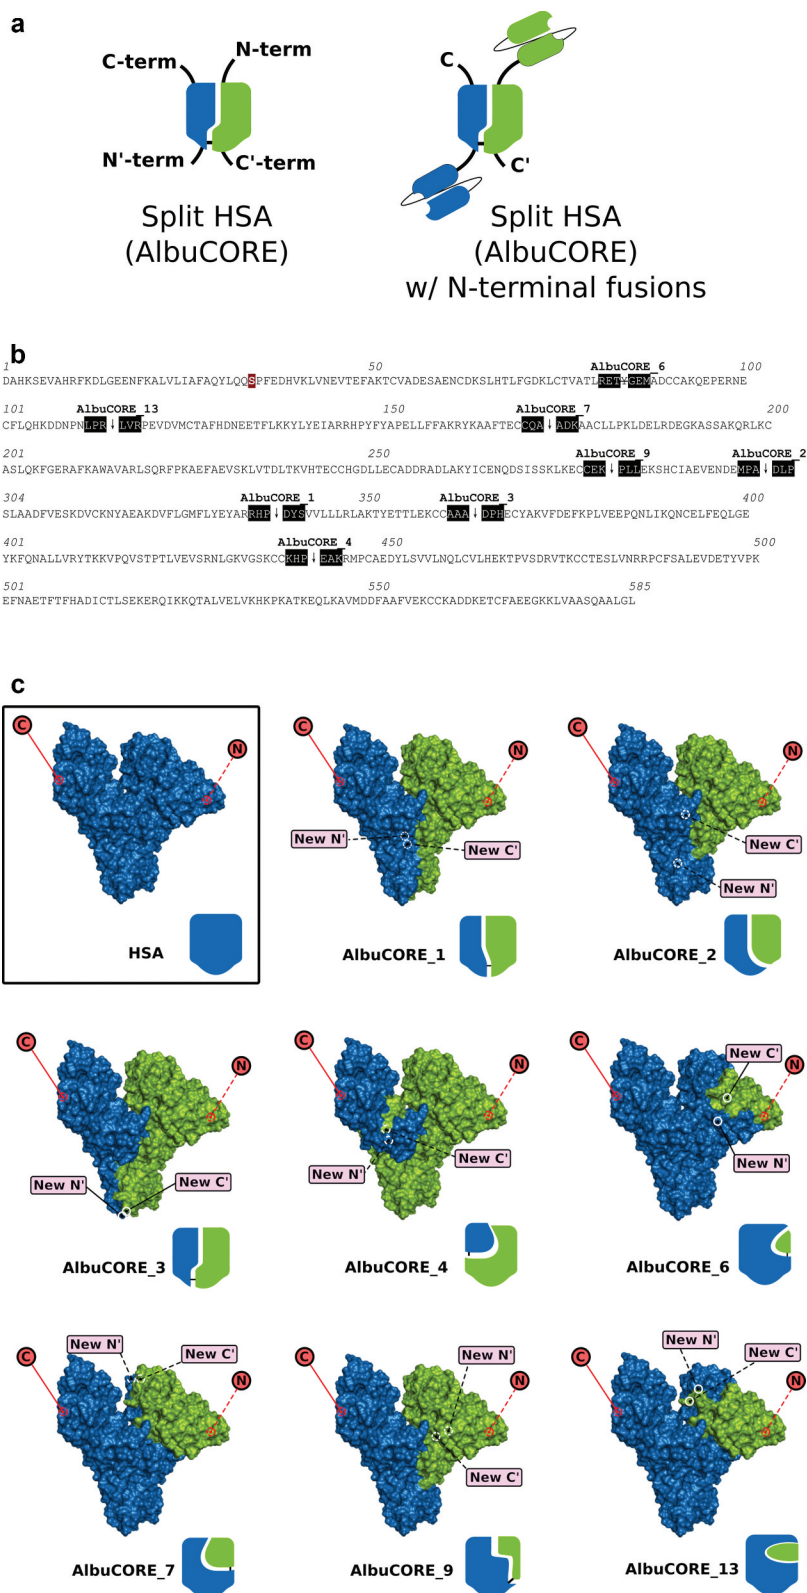 a
C-term
N-term
N'-term
C'-term
Split HSA
(AlbuCORE)
C
C'
Split HSA
(AlbuCORE)
w/ N-terminal fusions
b
1 50 AlbuCORE_6 100
DAHKSEVAHRFKDLGEENFKALVLIAFAQYLQQSPFEDHVKLVNEVTEFAKTCVADESAENCDKSLHTLFGDKLCTVATLRETYGEMADCCAKQEPERNE
101 AlbuCORE_13 150 AlbuCORE_7 200
CFLQHKDDNPNLPR↓LVRPEVDVMCTAFHDNEETFLKKYLYEIARRHPYFYAPELLFFAKRYKAAFTECCQA↓ADKAACLLPKLDELRDEGKASSAKQRLKC
201 250 AlbuCORE_9 AlbuCORE_2
ASLQKFGERAFKAWAVARLSQRFPKAEFAEVSKLVTDLTKVHTECCHGDLLECADDRADLAKYICENQDSISSKLKECCEK↓PLLEKSHCIAEVENDEMPA↓DLP
304 AlbuCORE_1 350 AlbuCORE_3 400
SLAADFVESKDVCKNYAEAKDVFLGMFLYEYARRHP↓DYSVVLLLRLAKTYETTLEKCCAAA↓DPHECYAKVFDEFKPLVEEPQNLIKQNCELFEQLGE
401 AlbuCORE_4 450 500
YKFQNALLVRYTKKVPQVSTPTLVEVSRNLGKVGSKCCKHP↓EAKRMPCAEDYLSVVLNQLCVLHEKTPVSDRVTKCCTESLVNRRPCFSALEVDETYVPK
501 550 585
EFNAETFTFHADICTLSEKERQIKKQTALVELVKHKPKATKEQLKAVMDDFAAFVEKCCKADDKETCFAEEGKKLVAASQAALGL
c
C
N
HSA
C
N
New N'
New C'
AlbuCORE_1
C
N
New C'
New N'
AlbuCORE_2
C
N
New N'
New C'
AlbuCORE_3
C
N
New N'
New C'
AlbuCORE_4
C
N
New C'
New N'
AlbuCORE_6
C
N
New N'
New C'
AlbuCORE_7
C
N
New N'
New C'
AlbuCORE_9
C
N
New N'
New C'
AlbuCORE_13